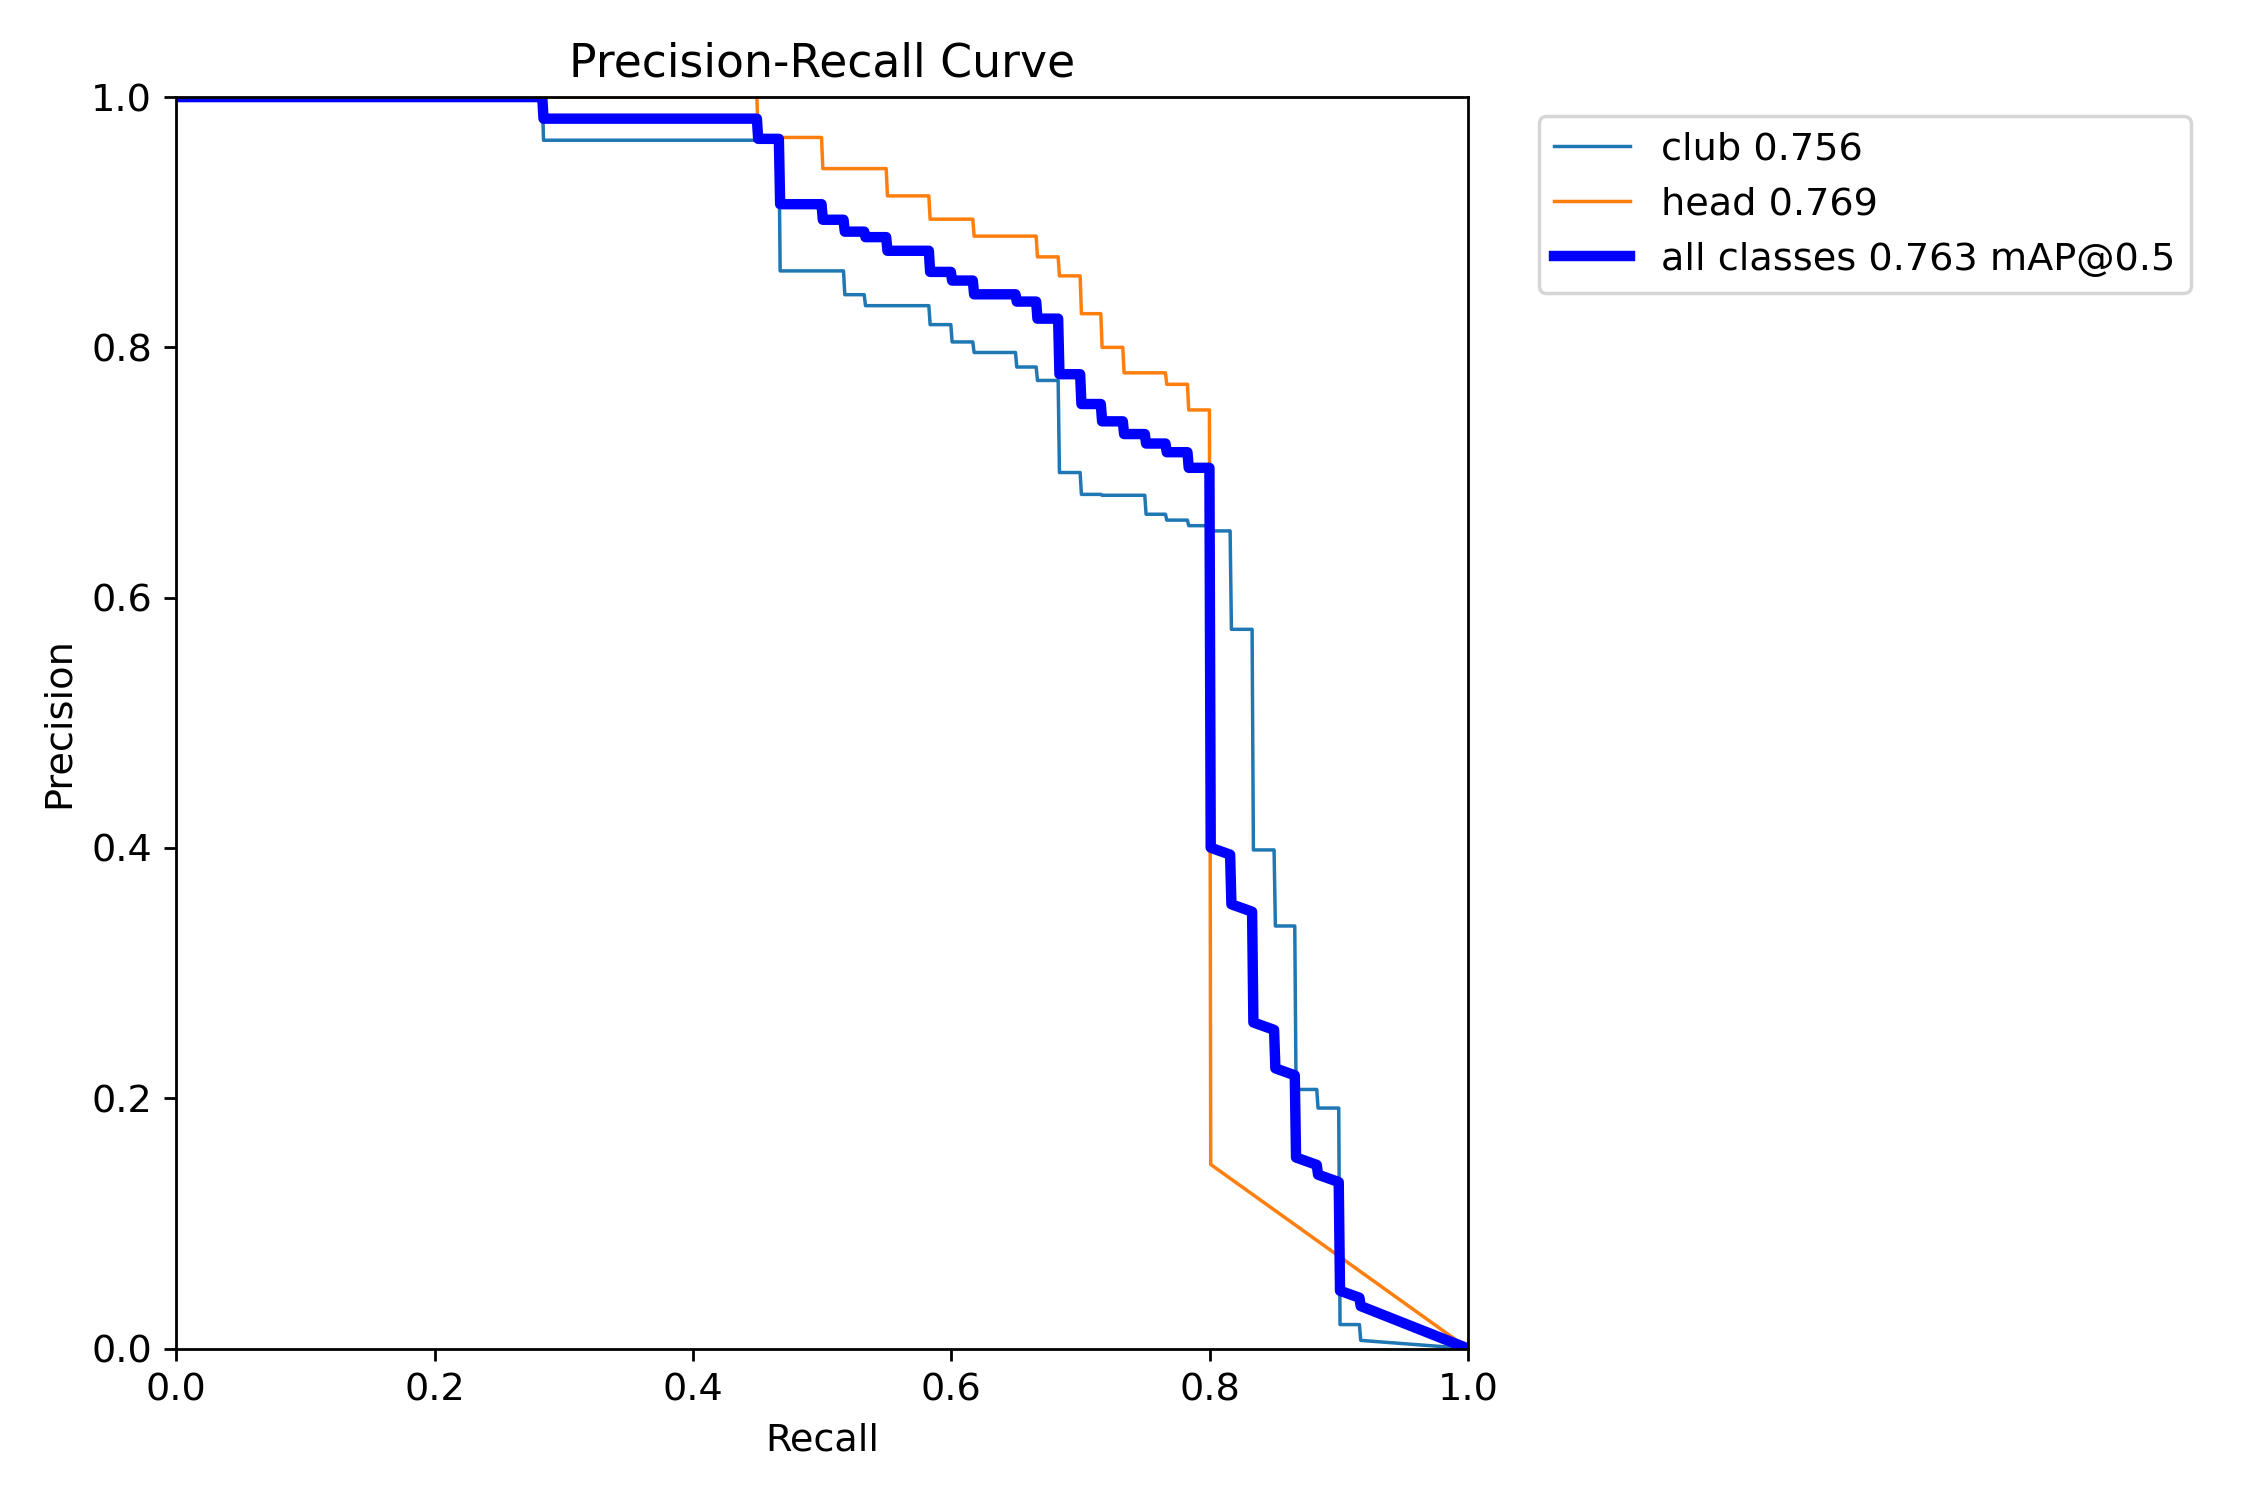 Precision-Recall Curve
1.0
0.8
0.6
0.4
0.2
0.0
Precision
0.0 0.2 0.4 0.6 0.8 1.0
Recall
club 0.756
head 0.769
all classes 0.763 mAP@0.5